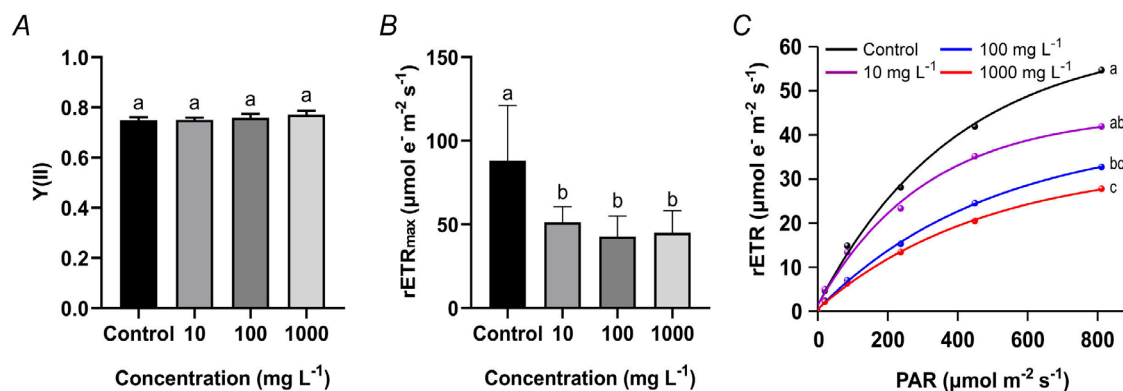 A
Y(II)
1.0
0.8
0.6
0.4
0.2
0.0
a
a
a
a
Control
10
100
1000
Concentration (mg L⁻¹)
B
rETRmax (µmol e⁻ m⁻² s⁻¹)
150
100
50
0
a
b
b
b
Control
10
100
1000
Concentration (mg L⁻¹)
C
rETR (µmol e⁻ m⁻² s⁻¹)
60
50
40
30
20
10
0
Control
100 mg L⁻¹
10 mg L⁻¹
1000 mg L⁻¹
a
ab
bc
c
0
200
400
600
800
PAR (µmol m⁻² s⁻¹)